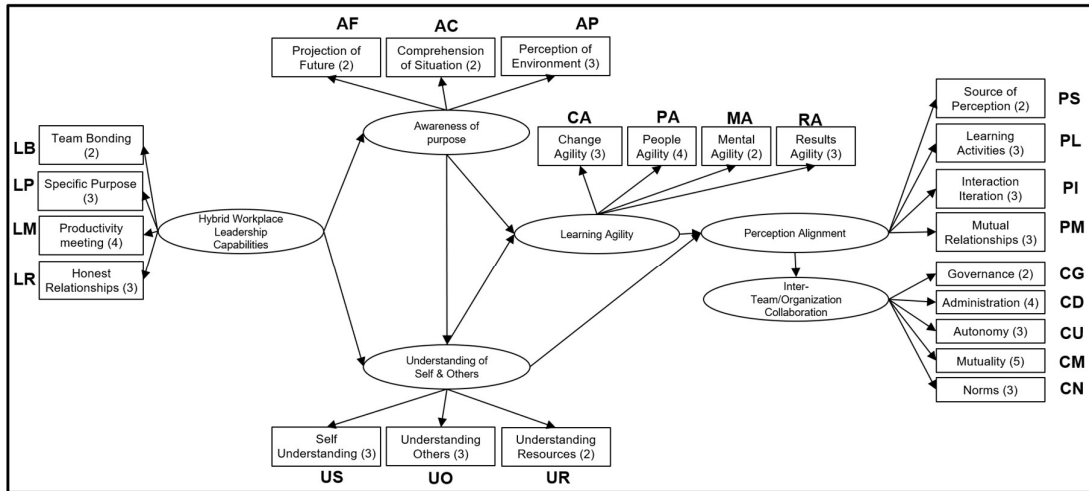 AF
AC
AP
Projection of
Future (2)
Comprehension
of Situation (2)
Perception of
Environment (3)
Awareness of
purpose
CA
PA
MA
RA
Change
Agility (3)
People
Agility (4)
Mental
Agility (2)
Results
Agility (3)
LB
Team Bonding
(2)
LP
Specific Purpose
(3)
LM
Productivity
meeting (4)
LR
Honest
Relationships (3)
Hybrid Workplace
Leadership
Capabilities
Learning Agility
Perception Alignment
Inter-
Team/Organization
Collaboration
Source of
Perception (2)
PS
Learning
Activities (3)
PL
Interaction
Iteration (3)
PI
Mutual
Relationships (3)
PM
Governance (2)
CG
Administration (4)
CD
Autonomy (3)
CU
Mutuality (5)
CM
Norms (3)
CN
Understanding of
Self & Others
Self
Understanding (3)
Understanding
Others (3)
Understanding
Resources (2)
US
UO
UR